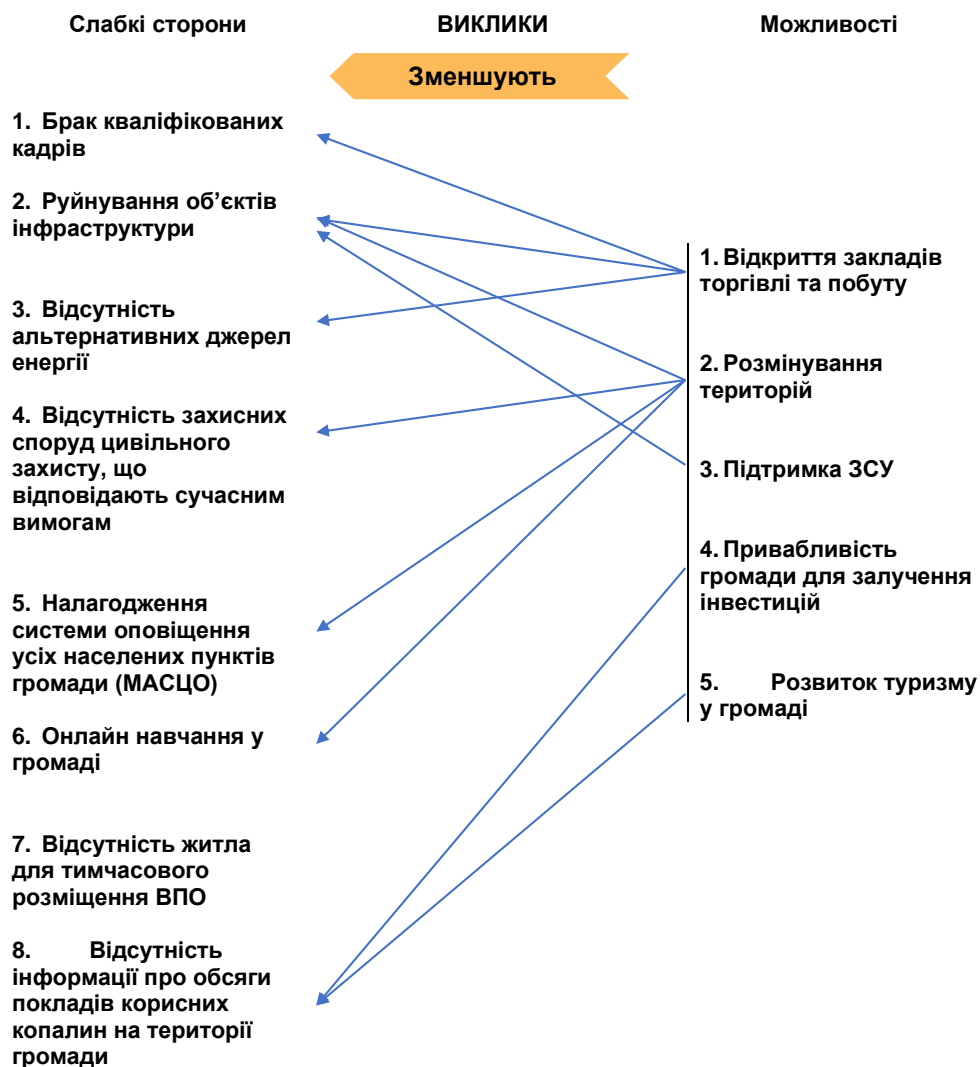 Слабкі сторони
ВИКЛИКИ
Можливості
Зменшують
1. Брак кваліфікованих
кадрів
2. Руйнування об’єктів
інфраструктури
3. Відсутність
альтернативних джерел
енергії
4. Відсутність захисних
споруд цивільного
захисту, що
відповідають сучасним
вимогам
5. Налагодження
системи оповіщення
усіх населених пунктів
громади (МАСЦО)
6. Онлайн навчання у
громаді
7. Відсутність житла
для тимчасового
розміщення ВПО
8. Відсутність
інформації про обсяги
покладів корисних
копалин на території
громади
1. Відкриття закладів
торгівлі та побуту
2. Розмінування
територій
3. Підтримка ЗСУ
4. Привабливість
громади для залучення
інвестицій
5. Розвиток туризму
у громаді